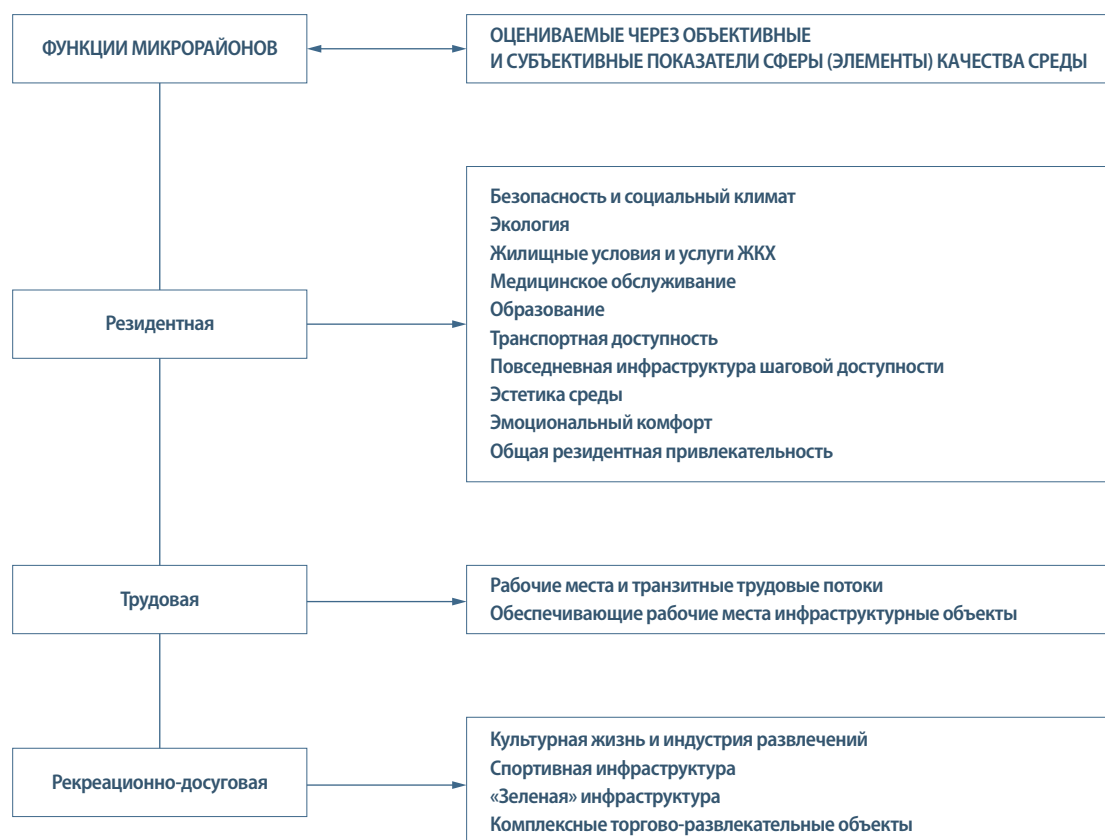 ФУНКЦИИ МИКРОРАЙОНОВ
ОЦЕНИВАЕМЫЕ ЧЕРЕЗ ОБЪЕКТИВНЫЕ
И СУБЪЕКТИВНЫЕ ПОКАЗАТЕЛИ СФЕРЫ (ЭЛЕМЕНТЫ) КАЧЕСТВА СРЕДЫ
Резидентная
Безопасность и социальный климат
Экология
Жилищные условия и услуги ЖКХ
Медицинское обслуживание
Образование
Транспортная доступность
Повседневная инфраструктура шаговой доступности
Эстетика среды
Эмоциональный комфорт
Общая резидентная привлекательность
Трудовая
Рабочие места и транзитные трудовые потоки
Обеспечивающие рабочие места инфраструктурные объекты
Рекреационно-досуговая
Культурная жизнь и индустрия развлечений
Спортивная инфраструктура
«Зеленая» инфраструктура
Комплексные торгово-развлекательные объекты